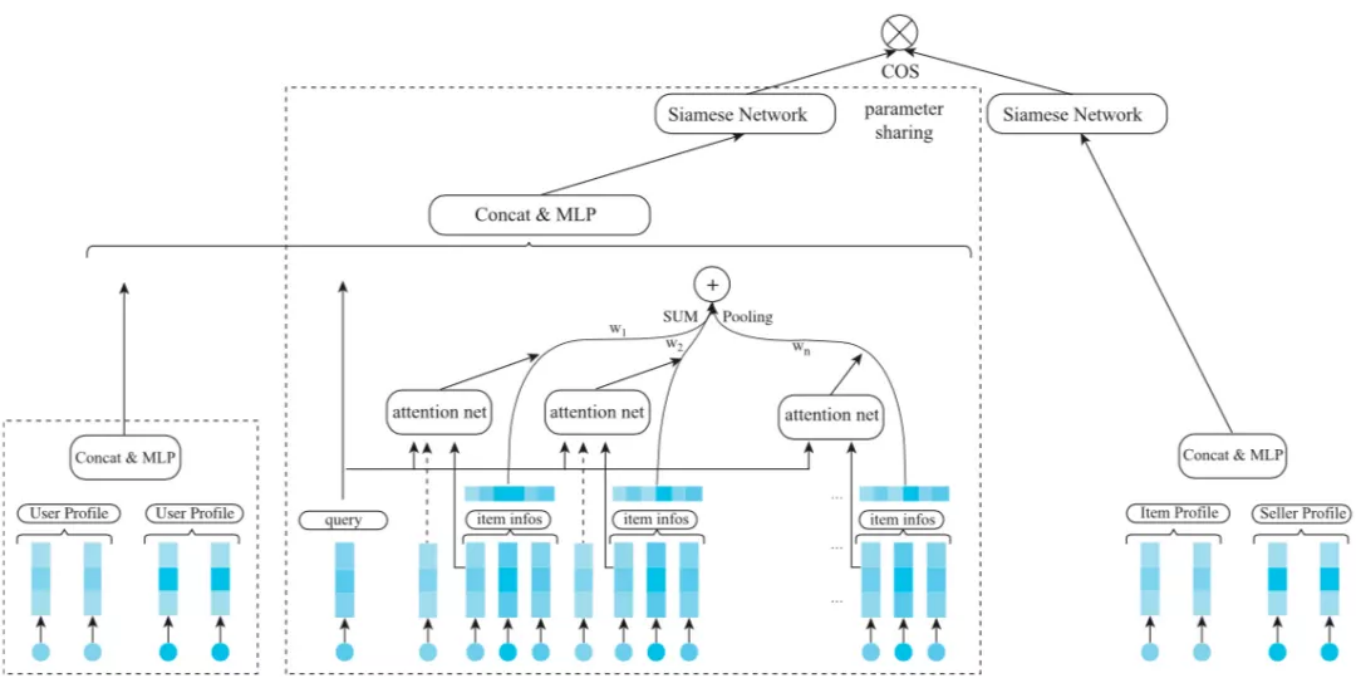 COS
Siamese Network
parameter
sharing
Siamese Network
Concat & MLP
+
SUM
Pooling
w1
w2
wn
attention net
attention net
attention net
Concat & MLP
Concat & MLP
User Profile
User Profile
query
item infos
item infos
...
item infos
Item Profile
Seller Profile
...
...